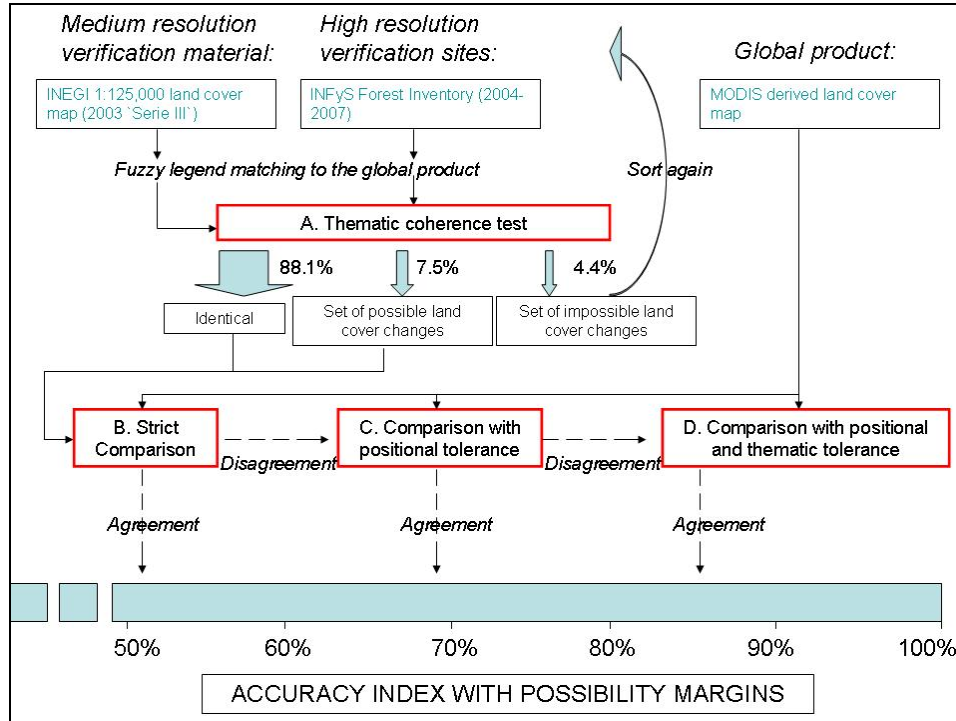 Medium resolution
verification material:
High resolution
verification sites:
Global product:
INEGI 1:125,000 land cover
map (2003 `Serie III`)
INFyS Forest Inventory (2004-
2007)
MODIS derived land cover
map
Fuzzy legend matching to the global product
Sort again
A. Thematic coherence test
88.1%
7.5%
4.4%
Identical
Set of possible land
cover changes
Set of impossible land
cover changes
B. Strict
Comparison
C. Comparison with
positional tolerance
D. Comparison with positional
and thematic tolerance
Disagreement
Disagreement
Agreement
Agreement
Agreement
50%
60%
70%
80%
90%
100%
ACCURACY INDEX WITH POSSIBILITY MARGINS